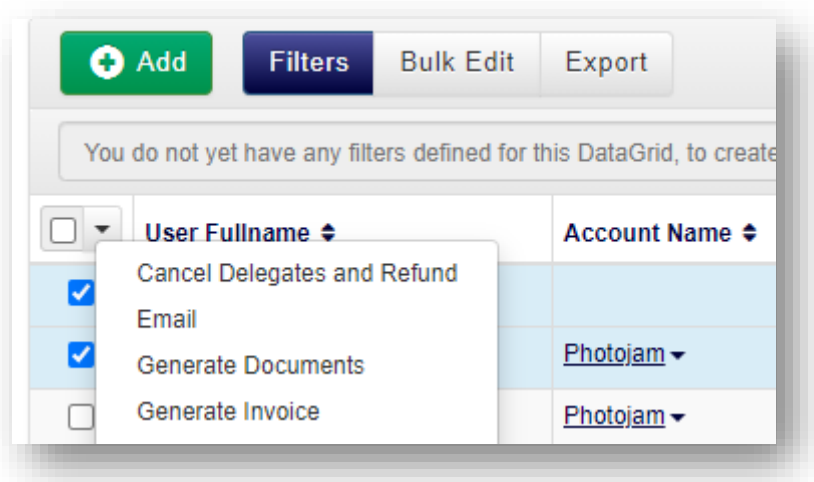 Add Filters Bulk Edit Export
You do not yet have any filters defined for this DataGrid, to create
User Fullname Account Name
Cancel Delegates and Refund
Email
Photojam
Generate Documents
Generate Invoice
Photojam